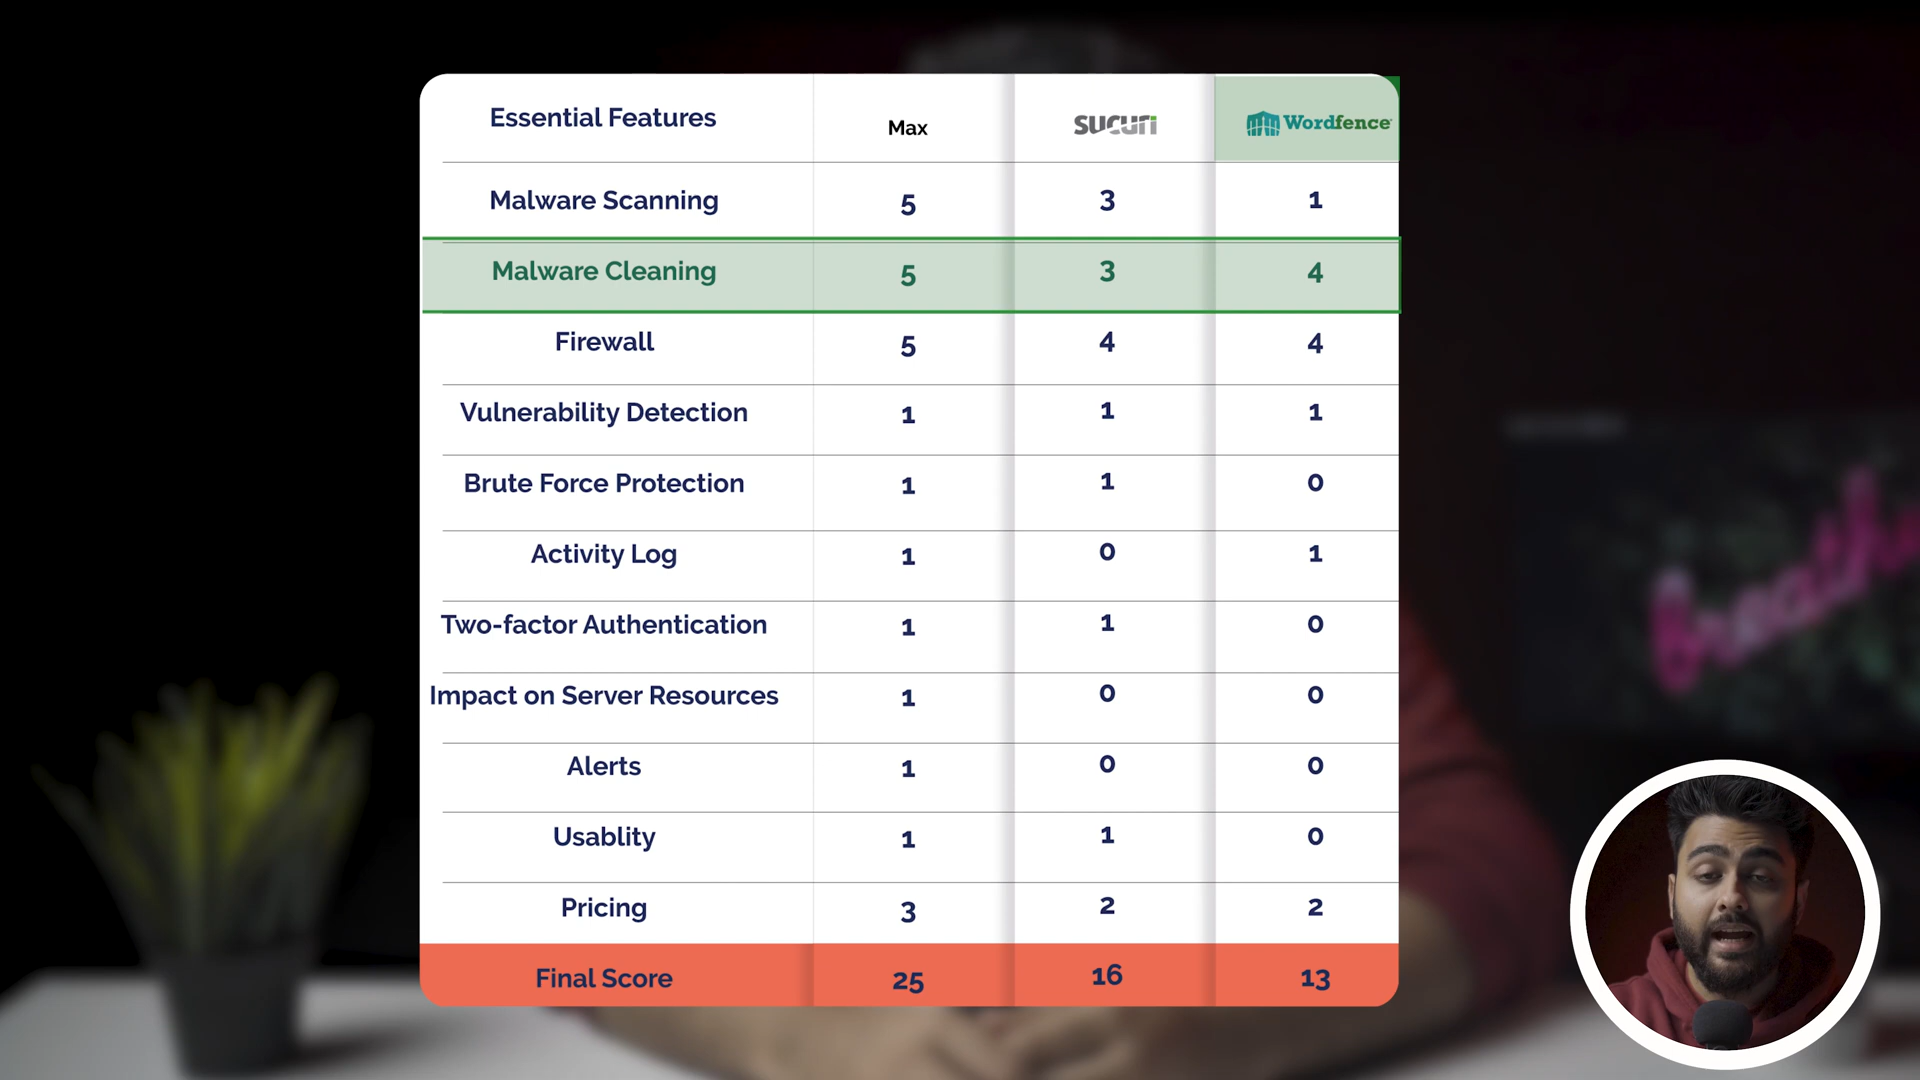 Essential Features Max sucuri Wordfence
Malware Scanning 5 3 1
Malware Cleaning 5 3 4
Firewall 5 4 4
Vulnerability Detection 1 1 1
Brute Force Protection 1 1 0
Activity Log 1 0 1
Two-factor Authentication 1 1 0
Impact on Server Resources 1 0 0
Alerts 1 0 0
Usablity 1 1 0
Pricing 3 2 2
Final Score 25 16 13